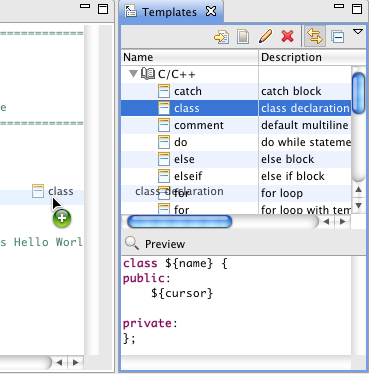 Templates
Name Description
C/C++
catch catch block
class class declaration
comment default multiline
do do while stateme
else else block
elseif else if block
for for loop
for for loop with tem
class
class declaration
e
s Hello Worl
Preview
class ${name} {
public:
${cursor}
private:
};